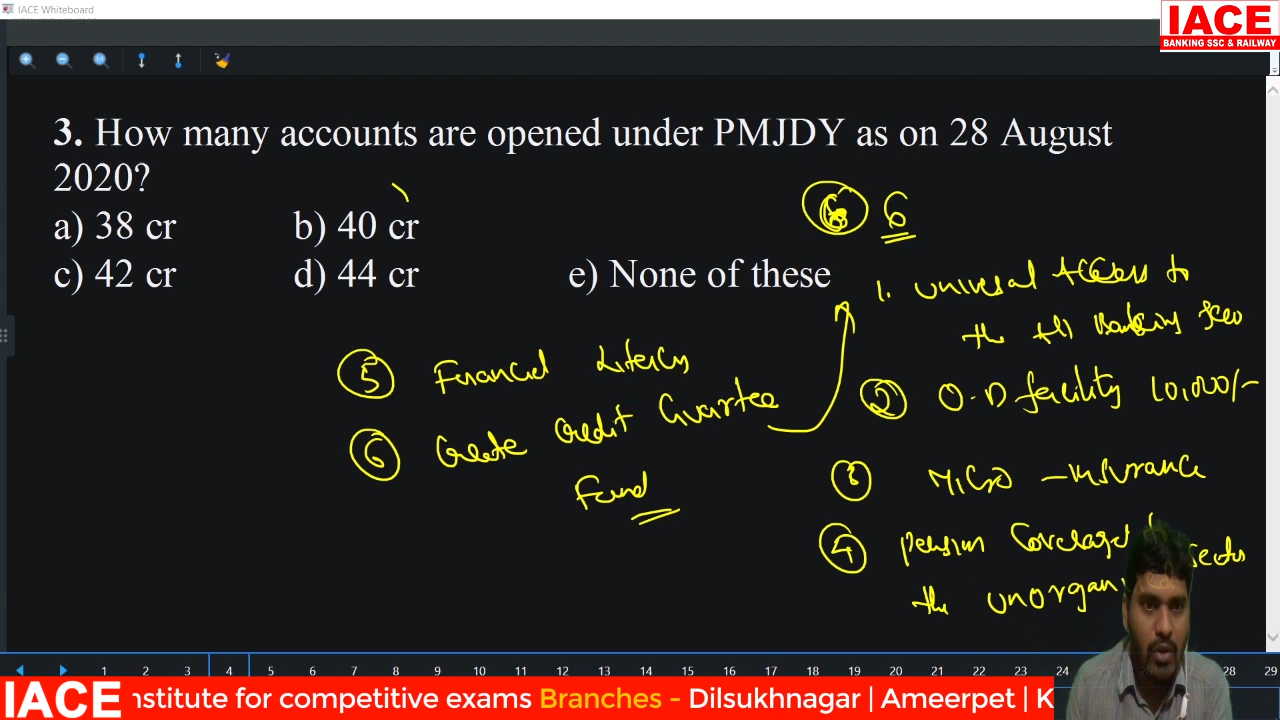 IACE Whiteboard
IACE
BANKING SSC & RAILWAY
3. How many accounts are opened under PMJDY as on 28 August
2020?
a) 38 cr b) 40 cr
c) 42 cr d) 44 cr e) None of these
6
1. Universal Access to
the Banking
2 O.D facility 10,000/-
3 Micro - insurance
4 pension Coverage
the unorgan
5 Financial Literacy
6 Create Credit Guartee
Fund
1 2 3 4 5 6 7 8 9 10 11 12 13 14 15 16 17 18 19 20 21 22 23 24 28 29
IACE nstitute for competitive exams Branches - Dilsukhnagar | Ameerpet | K